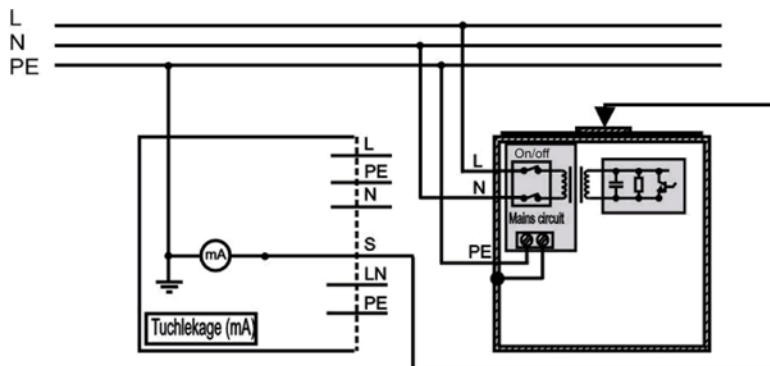 L
N
PE
L
PE
N
S
LN
PE
mA
Tuchlekage (mA)
On/off
L
N
Mains circuit
PE